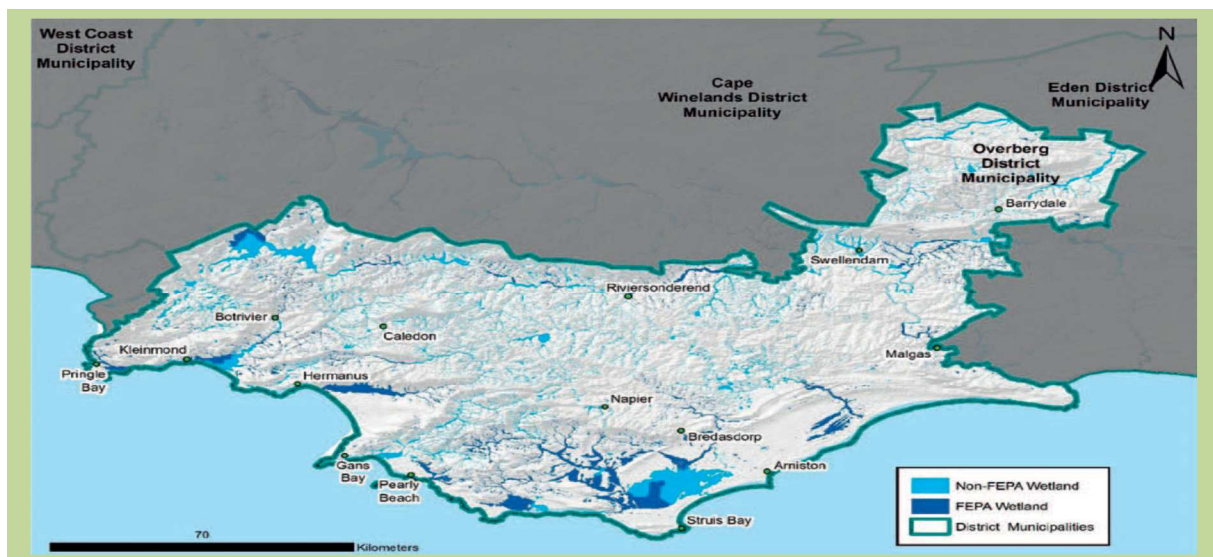 West Coast
District
Municipality
Cape
Winelands District
Municipality
N
Eden District
Municipality
Overberg
District
Municipality
Barrydale
Swellendam
Riviersonderend
Botrivier
Caledon
Kleinmond
Malgas
Pringle
Bay
Hermanus
Napier
Bredasdorp
Gans
Bay
Arniston
Pearly
Beach
Struis Bay
Non-FEPA Wetland
FEPA Wetland
District Municipalities
70
Kilometers